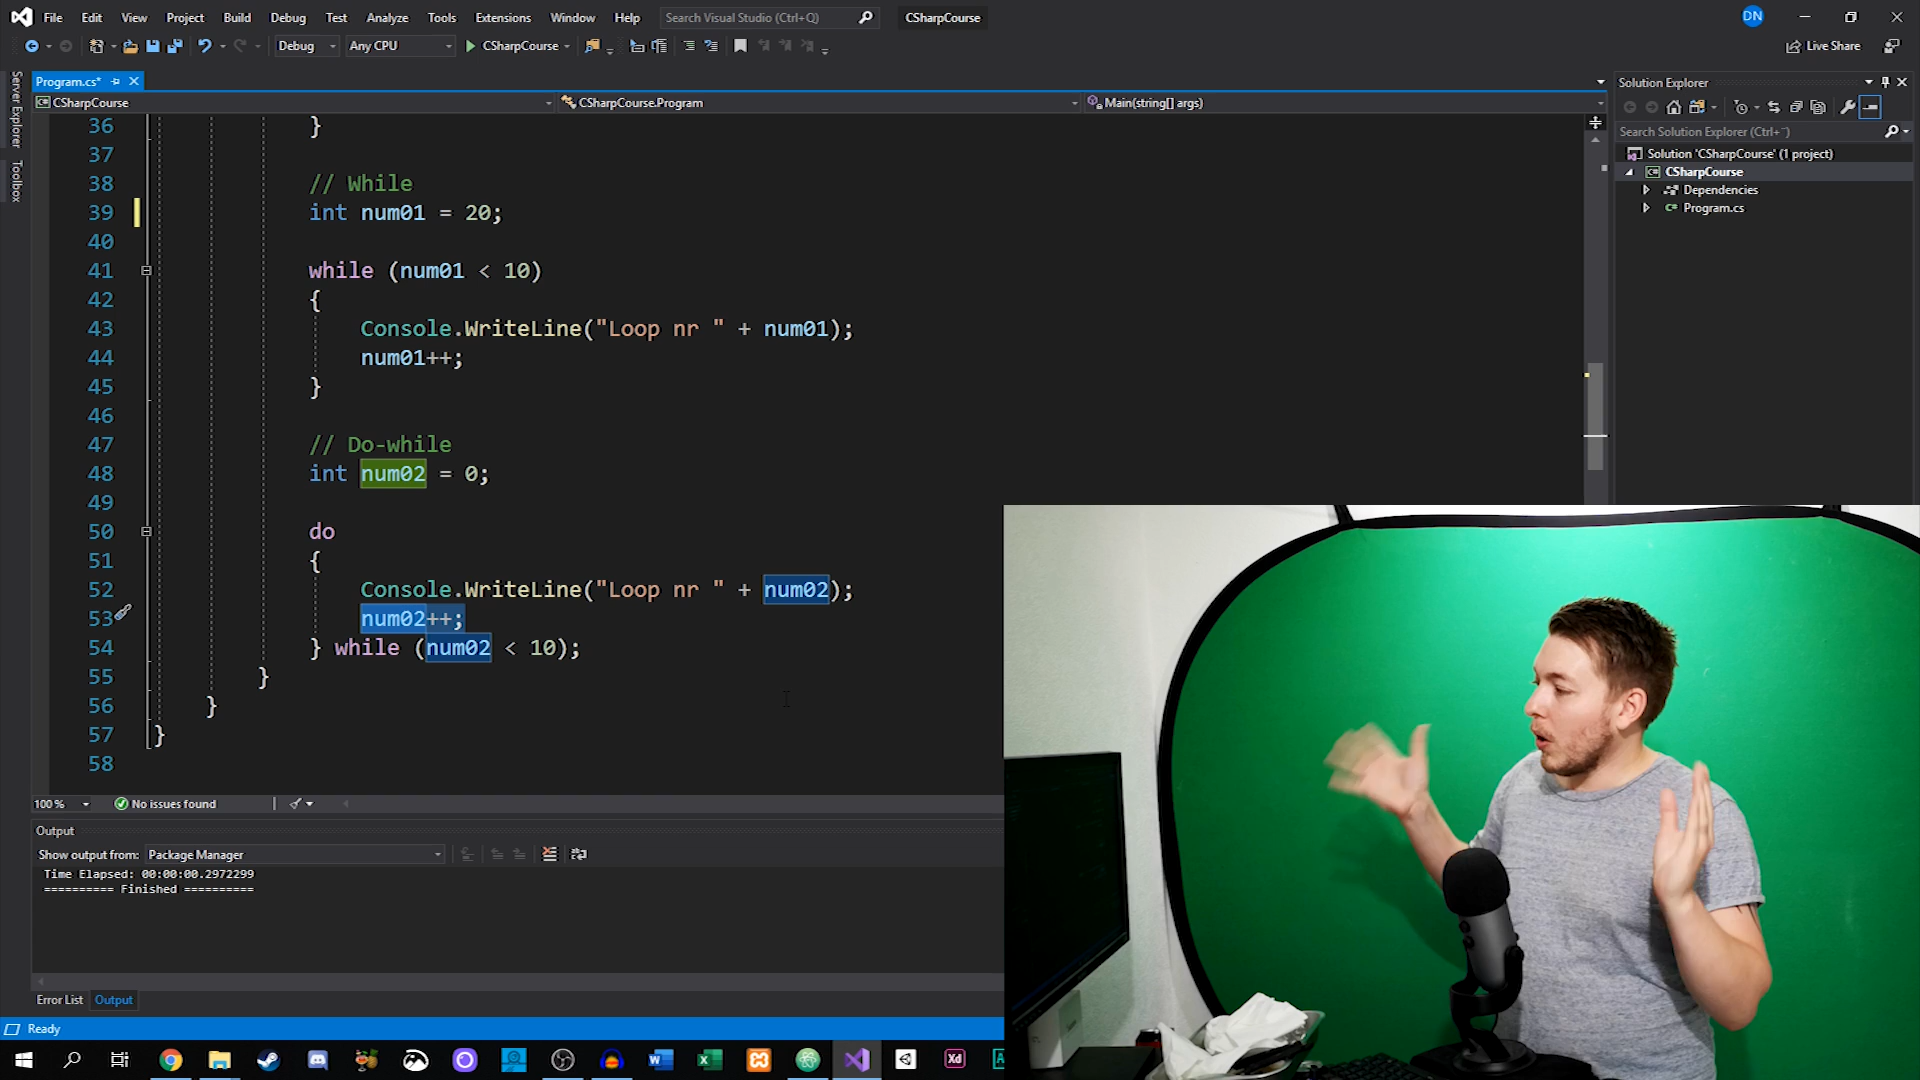 File Edit View Project Build Debug Test Analyze Tools Extensions Window Help Search Visual Studio (Ctrl+Q) CSharpCourse DN
Debug Any CPU CSharpCourse Live Share
Server Explorer
Toolbox
Program.cs*
CSharpCourse CSharpCourse.Program Main(string[] args)
36 }
37
38 // While
39 int num01 = 20;
40
41 while (num01 < 10)
42 {
43 Console.WriteLine("Loop nr " + num01);
44 num01++;
45 }
46
47 // Do-while
48 int num02 = 0;
49
50 do
51 {
52 Console.WriteLine("Loop nr " + num02);
53 num02++;
54 } while (num02 < 10);
55 }
56 }
57 }
58
100 % No issues found
Output
Show output from: Package Manager
Time Elapsed: 00:00:00.2972299
========== Finished ==========
Error List Output
Ready
Xd
Solution Explorer
Search Solution Explorer (Ctrl+¨)
Solution 'CSharpCourse' (1 project)
CSharpCourse
Dependencies
C# Program.cs